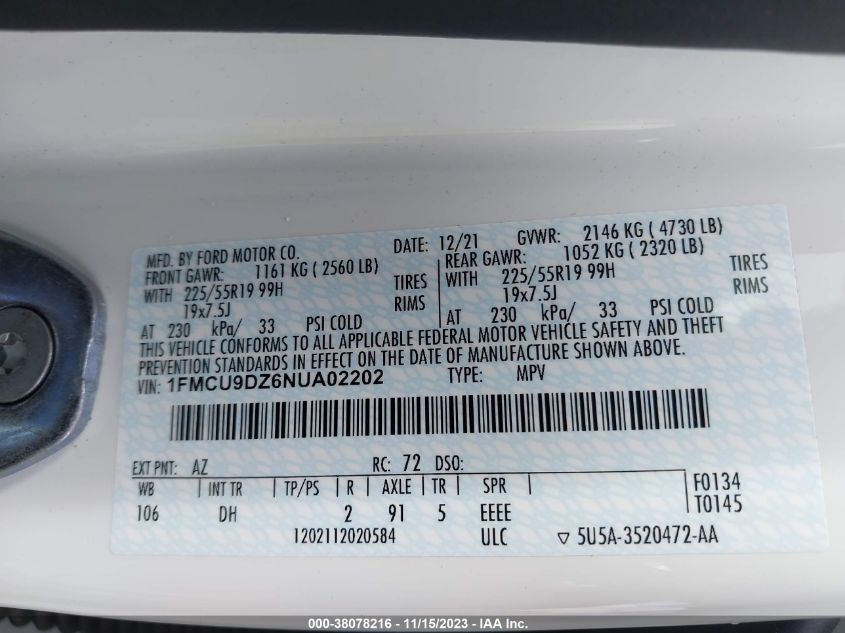 MFD. BY FORD MOTOR CO. DATE: 12/21 GVWR: 2146 KG ( 4730 LB)
FRONT GAWR: 1161 KG ( 2560 LB) REAR GAWR: 1052 KG ( 2320 LB)
WITH 225/55R19 99H TIRES WITH 225/55R19 99H TIRES
19x7.5J RIMS 19x7.5J RIMS
AT 230 kPa/ 33 PSI COLD AT 230 kPa/ 33 PSI COLD
THIS VEHICLE CONFORMS TO ALL APPLICABLE FEDERAL MOTOR VEHICLE SAFETY AND THEFT
PREVENTION STANDARDS IN EFFECT ON THE DATE OF MANUFACTURE SHOWN ABOVE.
VIN: 1FMCU9DZ6NUA02202 TYPE: MPV
EXT PNT: AZ RC: 72 DSO:
WB INT TR TP/PS R AXLE TR SPR F0134
106 DH 2 91 5 EEEE T0145
1202112020584 ULC ▽ 5U5A-3520472-AA
000-38078216 - 11/15/2023 - IAA Inc.